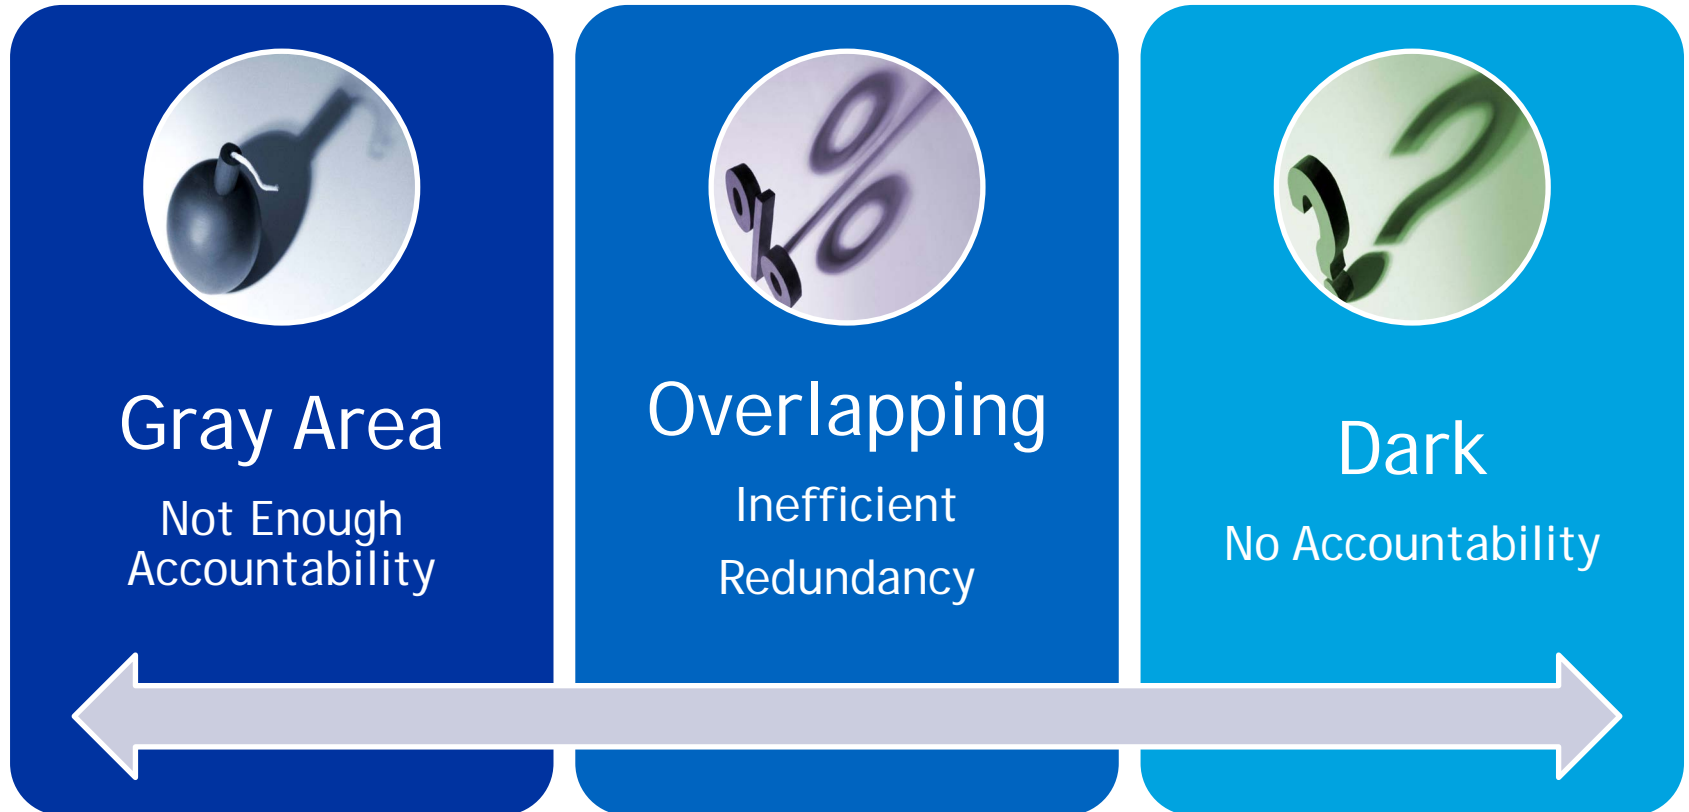 Gray Area
Not Enough
Accountability
Overlapping
Inefficient
Redundancy
Dark
No Accountability